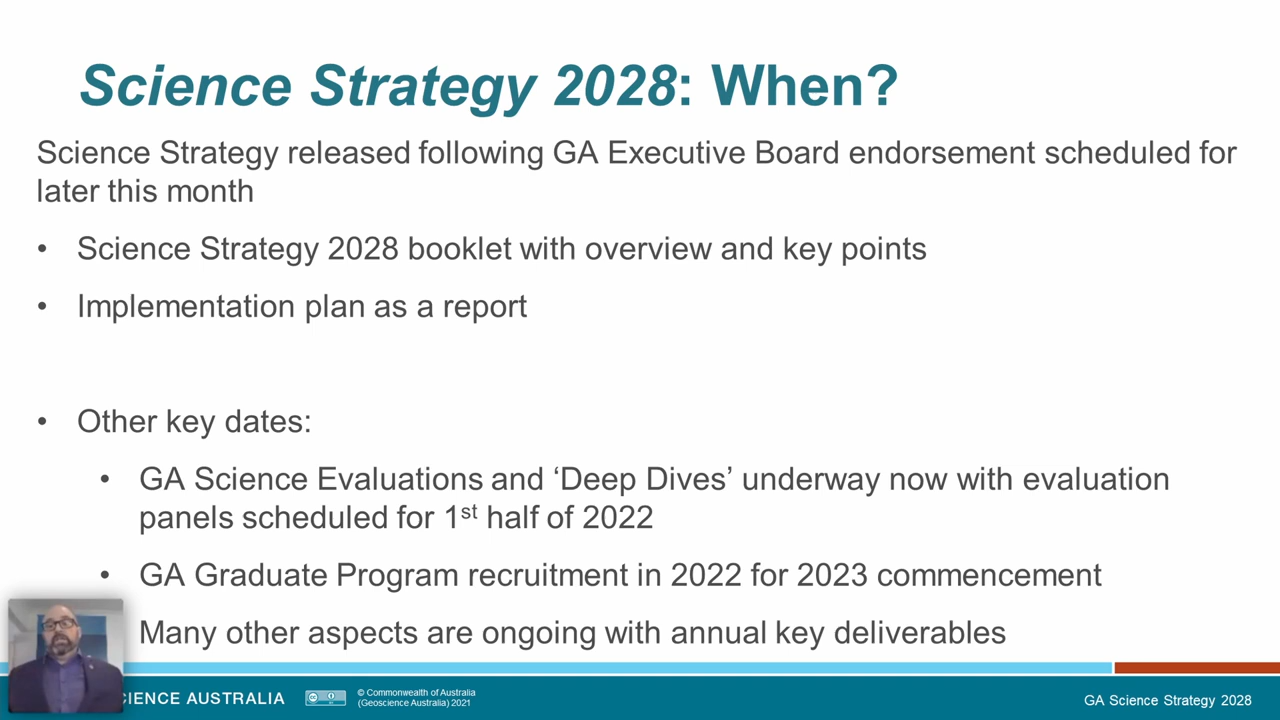 Science Strategy 2028: When?
Science Strategy released following GA Executive Board endorsement scheduled for
later this month
• Science Strategy 2028 booklet with overview and key points
• Implementation plan as a report
• Other key dates:
• GA Science Evaluations and ‘Deep Dives’ underway now with evaluation
panels scheduled for 1st half of 2022
• GA Graduate Program recruitment in 2022 for 2023 commencement
Many other aspects are ongoing with annual key deliverables
CIENCE AUSTRALIA
© Commonwealth of Australia
(Geoscience Australia) 2021
GA Science Strategy 2028